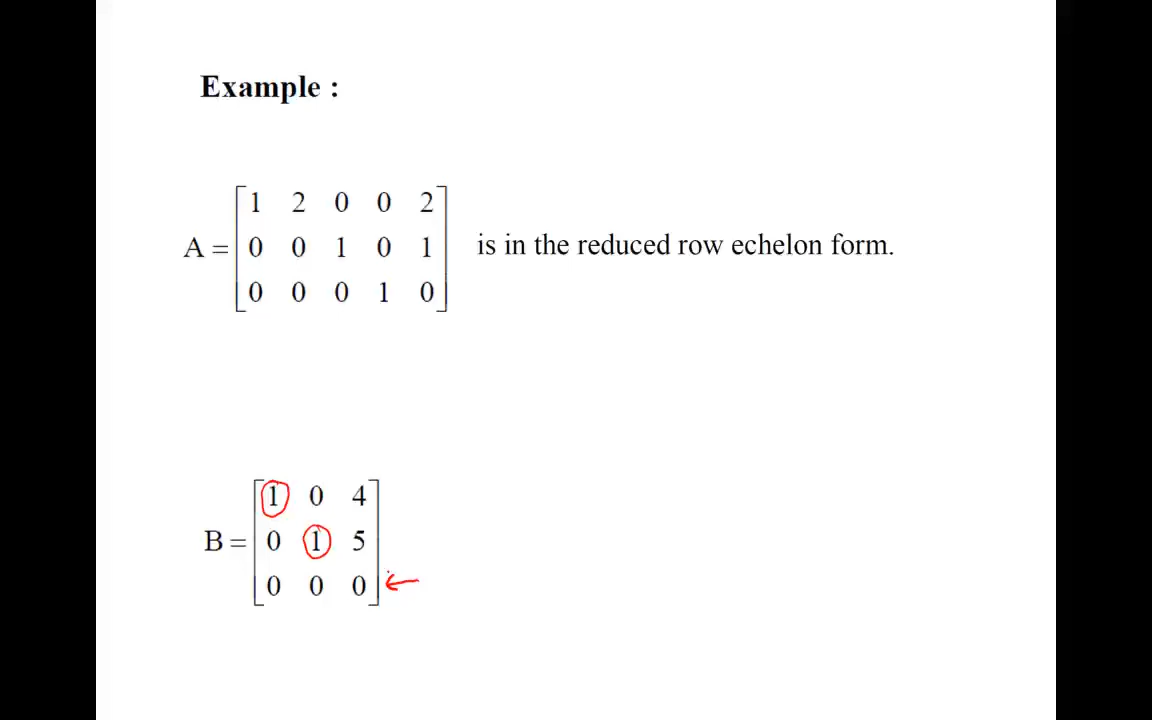 Example :
1 2 0 0 2
A = 0 0 1 0 1 is in the reduced row echelon form.
0 0 0 1 0
1 0 4
B = 0 1 5
0 0 0